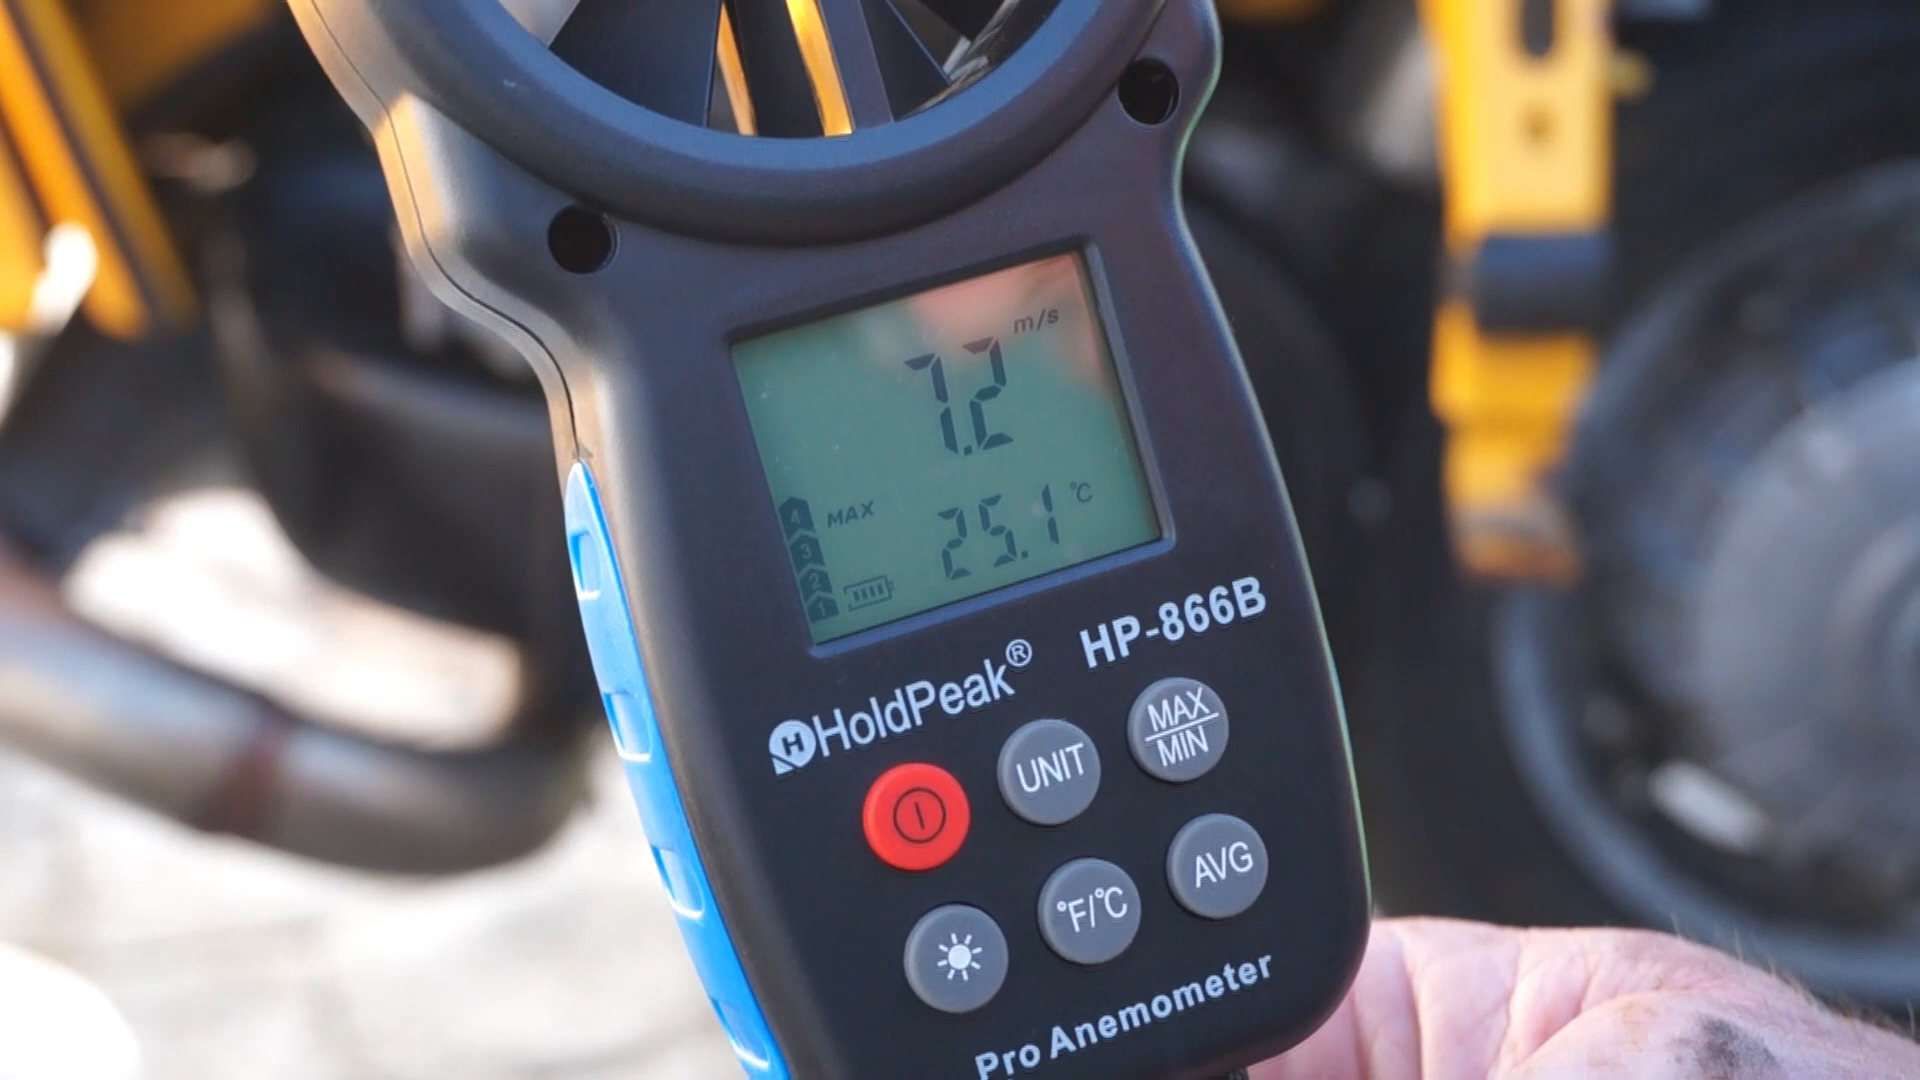 m/s
7.2
4 MAX
3
2
1
25.1 °C
HP-866B
HoldPeak®
UNIT
MAX
MIN
°F/°C
AVG
Pro Anemometer